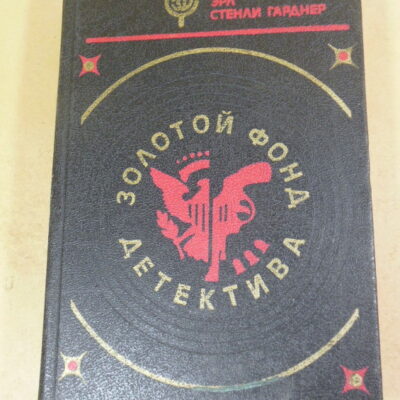 ЭРЛ
СТЕНЛИ ГАРДНЕР
ЗОЛОТОЙ ФОНД
ДЕТЕКТИВА